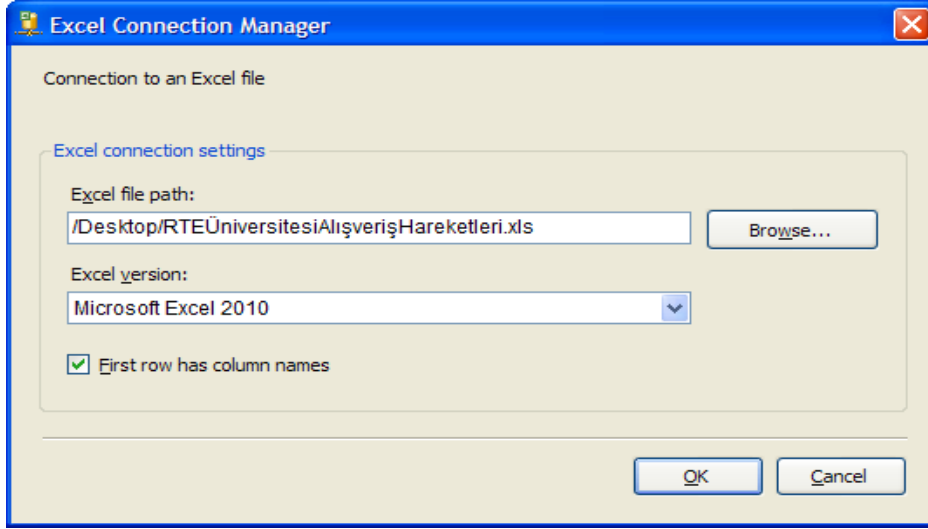 Excel Connection Manager
Connection to an Excel file
Excel connection settings
Excel file path:
/Desktop/RTEÜniversitesiAlışverişHareketleri.xls
Browse...
Excel version:
Microsoft Excel 2010
First row has column names
OK
Cancel